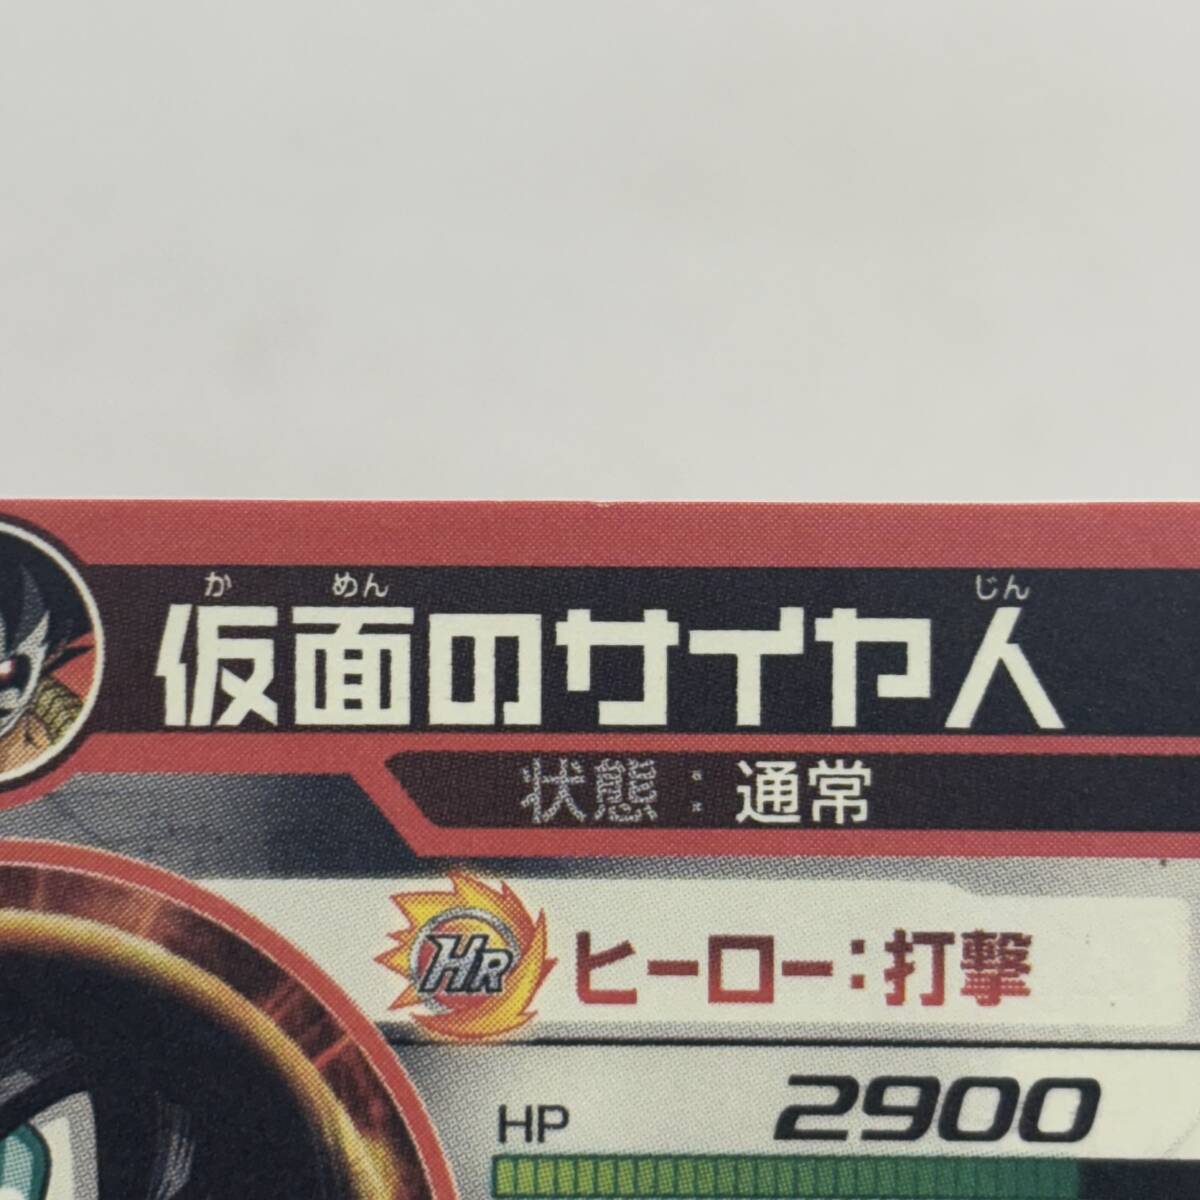 か めん じん
仮面のサイヤ人
状態：通常
HR ヒーロー：打撃
HP 2900